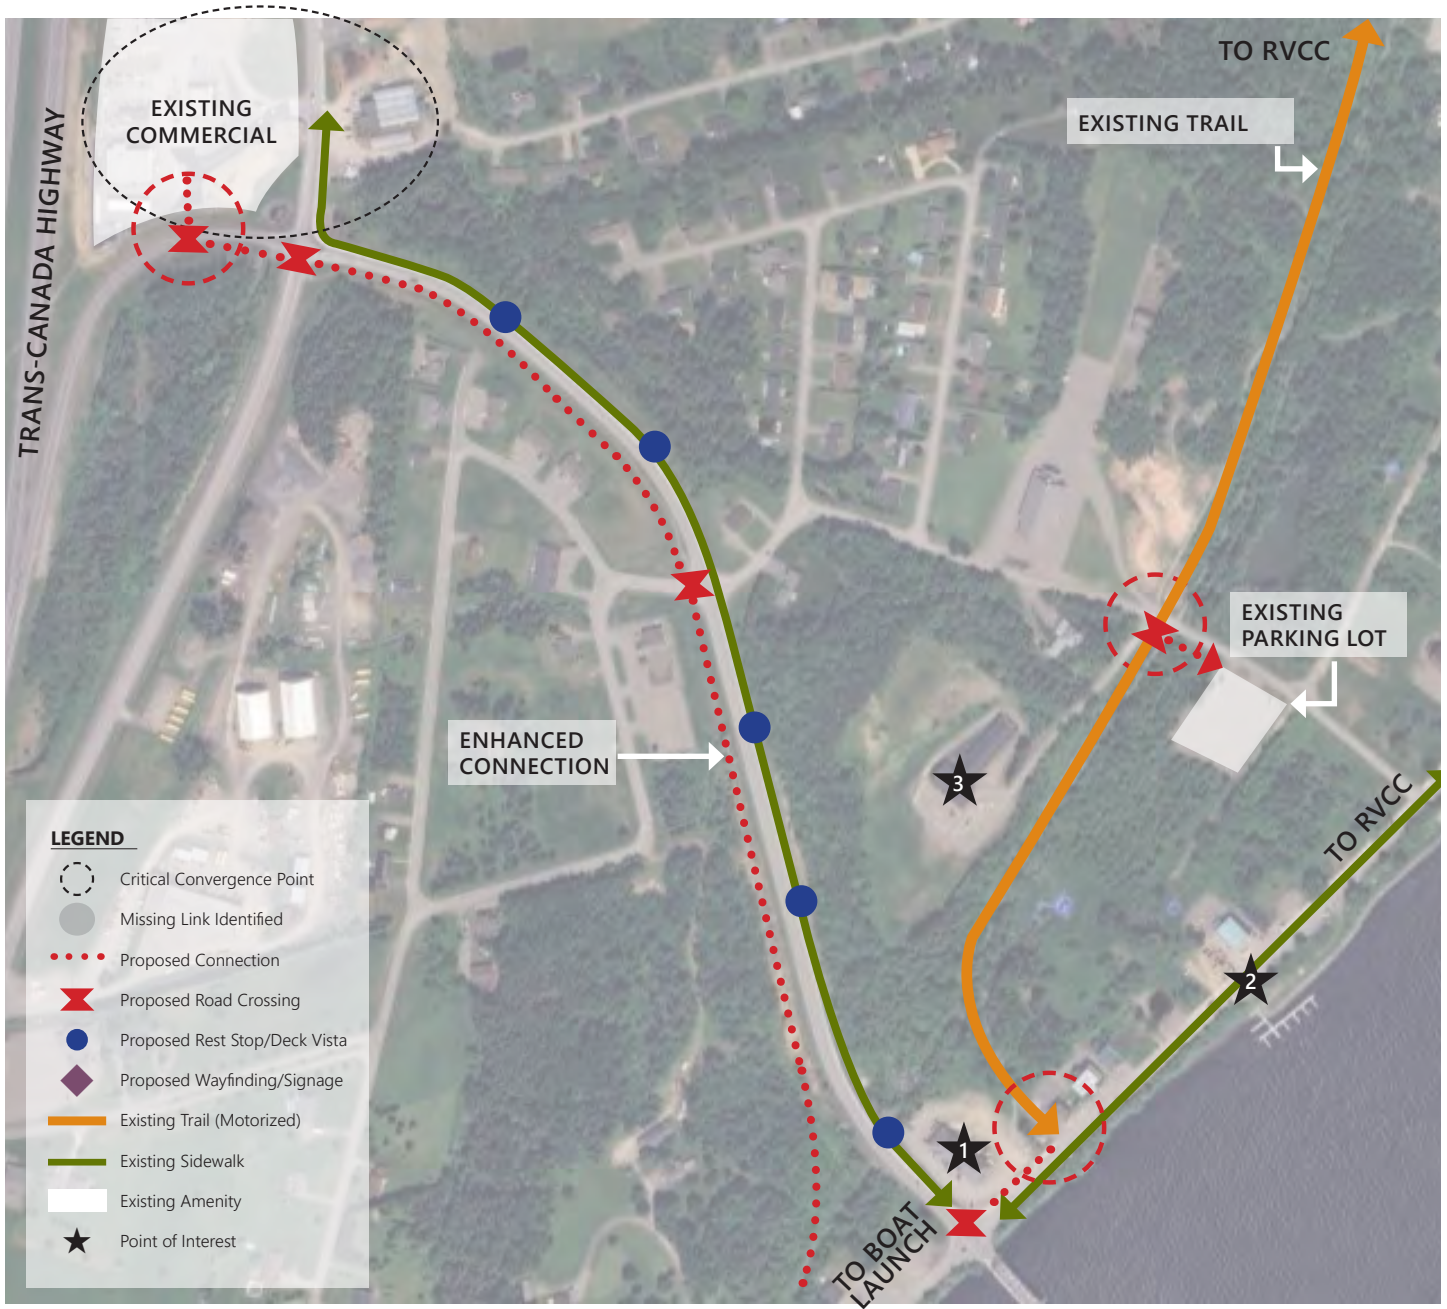 TO RVCC
EXISTING
COMMERCIAL
EXISTING TRAIL
TRANS-CANADA HIGHWAY
EXISTING
PARKING LOT
ENHANCED
CONNECTION
3
TO RVCC
2
1
TO BOAT
LAUNCH
LEGEND
Critical Convergence Point
Missing Link Identified
Proposed Connection
Proposed Road Crossing
Proposed Rest Stop/Deck Vista
Proposed Wayfinding/Signage
Existing Trail (Motorized)
Existing Sidewalk
Existing Amenity
Point of Interest